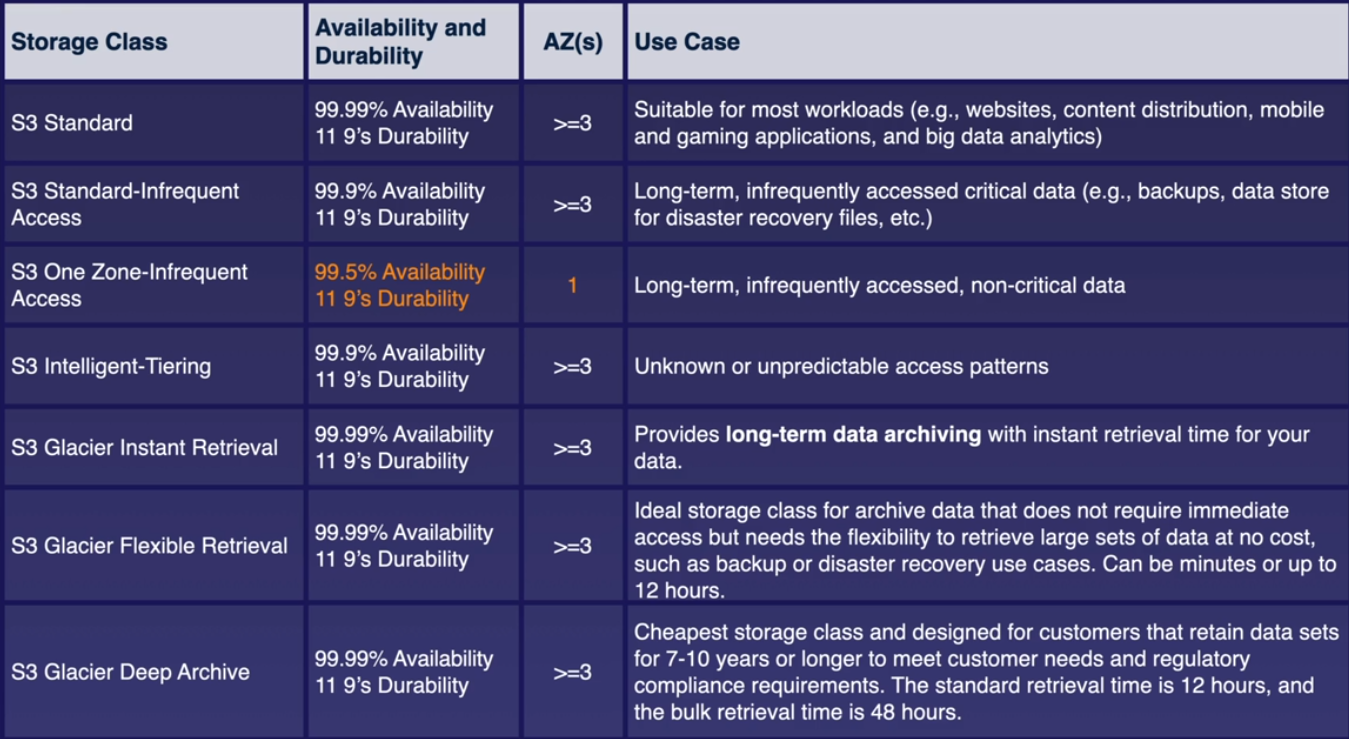 Storage Class
Availability and
Durability
AZ(s)
Use Case
S3 Standard
99.99% Availability
11 9's Durability
>=3
Suitable for most workloads (e.g., websites, content distribution, mobile
and gaming applications, and big data analytics)
S3 Standard-Infrequent
Access
99.9% Availability
11 9's Durability
>=3
Long-term, infrequently accessed critical data (e.g., backups, data store
for disaster recovery files, etc.)
S3 One Zone-Infrequent
Access
99.5% Availability
11 9's Durability
1
Long-term, infrequently accessed, non-critical data
S3 Intelligent-Tiering
99.9% Availability
11 9's Durability
>=3
Unknown or unpredictable access patterns
S3 Glacier Instant Retrieval
99.99% Availability
11 9's Durability
>=3
Provides long-term data archiving with instant retrieval time for your
data.
S3 Glacier Flexible Retrieval
99.99% Availability
11 9's Durability
>=3
Ideal storage class for archive data that does not require immediate
access but needs the flexibility to retrieve large sets of data at no cost,
such as backup or disaster recovery use cases. Can be minutes or up to
12 hours.
S3 Glacier Deep Archive
99.99% Availability
11 9's Durability
>=3
Cheapest storage class and designed for customers that retain data sets
for 7-10 years or longer to meet customer needs and regulatory
compliance requirements. The standard retrieval time is 12 hours, and
the bulk retrieval time is 48 hours.